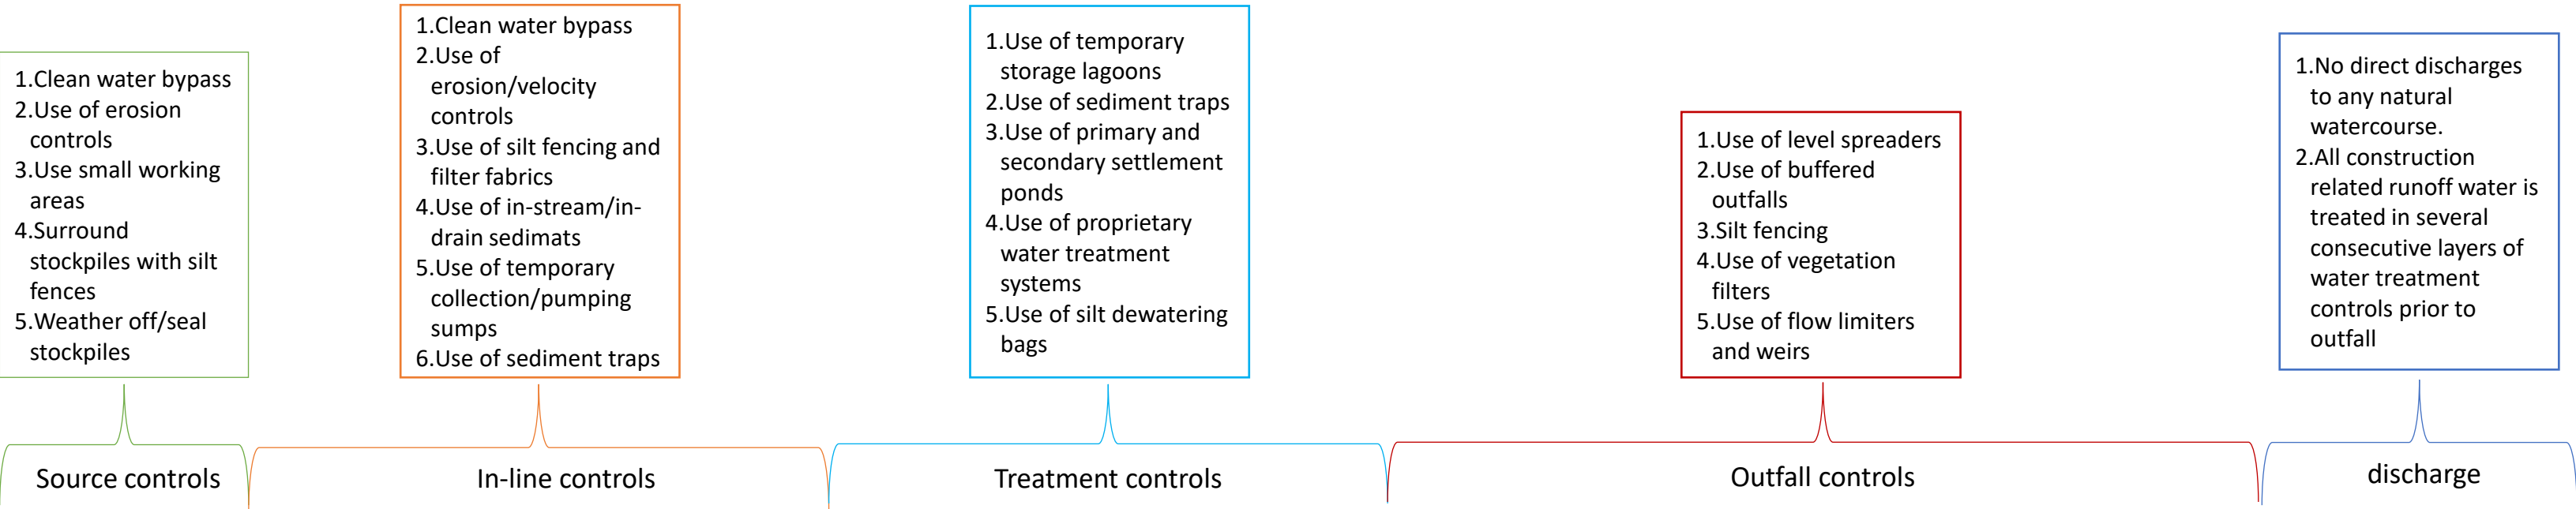 1.Clean water bypass
2.Use of erosion
controls
3.Use small working
areas
4.Surround
stockpiles with silt
fences
5.Weather off/seal
stockpiles
Source controls
1.Clean water bypass
2.Use of
erosion/velocity
controls
3.Use of silt fencing and
filter fabrics
4.Use of in-stream/in-
drain sedimats
5.Use of temporary
collection/pumping
sumps
6.Use of sediment traps
In-line controls
1.Use of temporary
storage lagoons
2.Use of sediment traps
3.Use of primary and
secondary settlement
ponds
4.Use of proprietary
water treatment
systems
5.Use of silt dewatering
bags
Treatment controls
1.Use of level spreaders
2.Use of buffered
outfalls
3.Silt fencing
4.Use of vegetation
filters
5.Use of flow limiters
and weirs
Outfall controls
1.No direct discharges
to any natural
watercourse.
2.All construction
related runoff water is
treated in several
consecutive layers of
water treatment
controls prior to
outfall
discharge